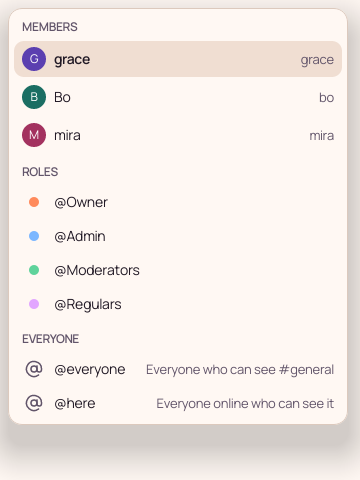 MEMBERS
G grace grace
B Bo bo
M mira mira
ROLES
@Owner
@Admin
@Moderators
@Regulars
EVERYONE
@ @everyone Everyone who can see #general
@ @here Everyone online who can see it